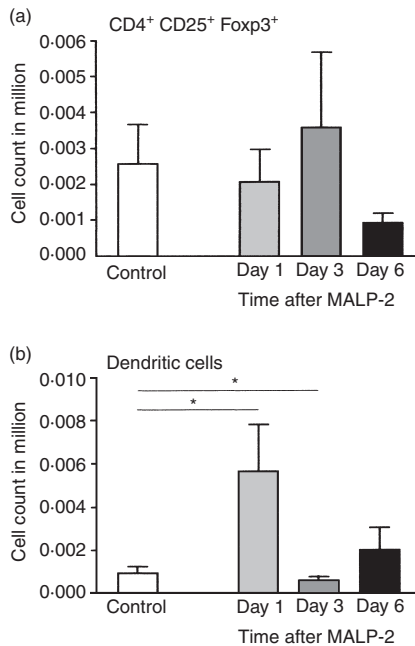 (a)
CD4⁺ CD25⁺ Foxp3⁺
Cell count in million
0·006
0·005
0·004
0·003
0·002
0·001
0·000
Control
Day 1
Day 3
Day 6
Time after MALP-2
(b)
Dendritic cells
Cell count in million
0·010
0·008
0·006
0·004
0·002
0·000
*
*
Control
Day 1
Day 3
Day 6
Time after MALP-2